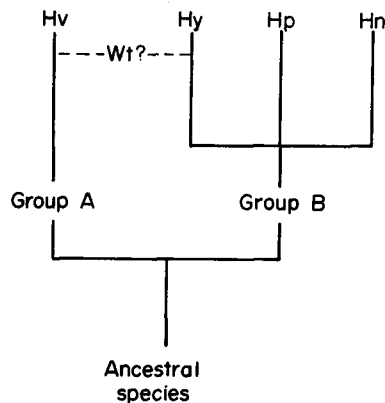 Hv Hy Hp Hn
---Wt?---
Group A Group B
Ancestral
species